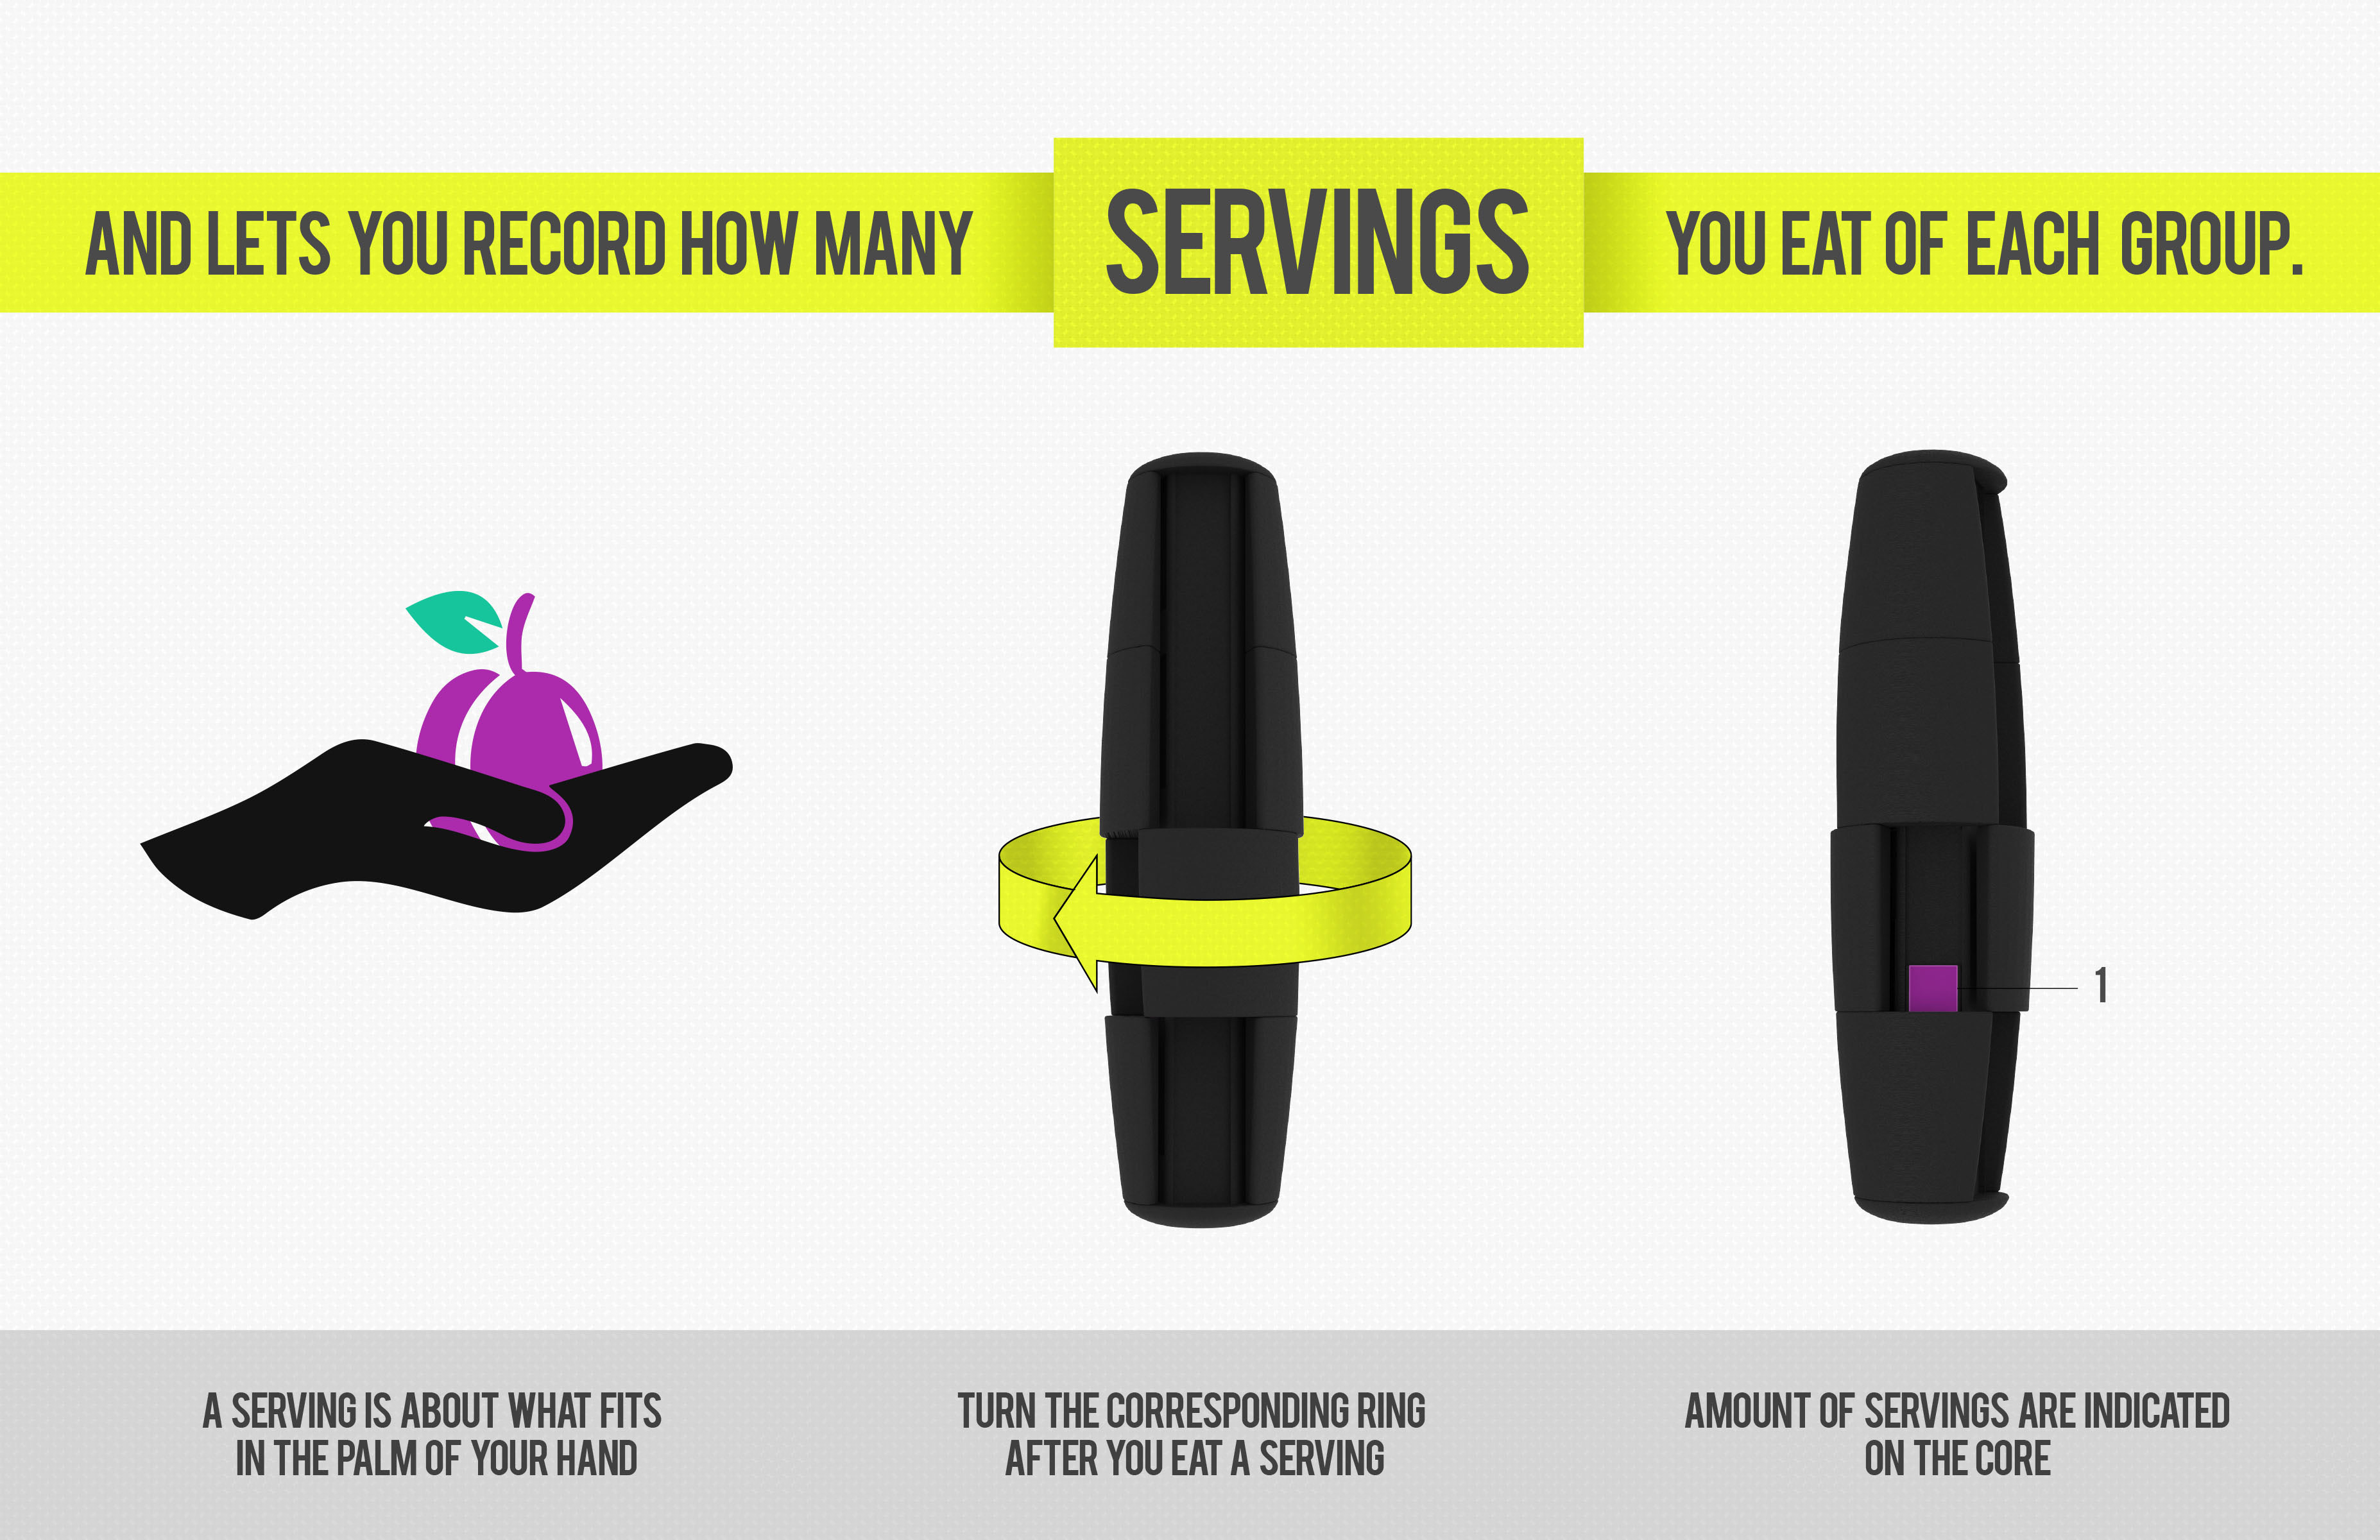 AND LETS YOU RECORD HOW MANY SERVINGS YOU EAT OF EACH GROUP.
1
A SERVING IS ABOUT WHAT FITS
IN THE PALM OF YOUR HAND
TURN THE CORRESPONDING RING
AFTER YOU EAT A SERVING
AMOUNT OF SERVINGS ARE INDICATED
ON THE CORE